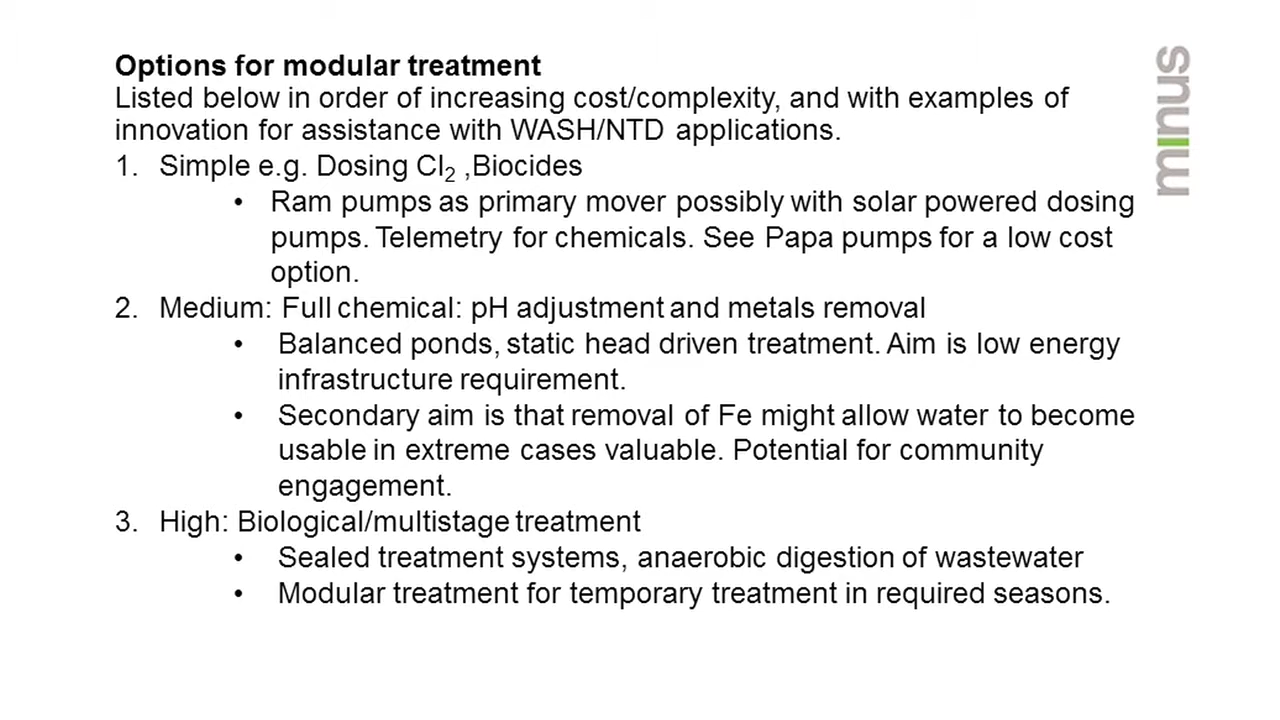 Options for modular treatment
Listed below in order of increasing cost/complexity, and with examples of
innovation for assistance with WASH/NTD applications.
1. Simple e.g. Dosing Cl₂ ,Biocides
• Ram pumps as primary mover possibly with solar powered dosing
pumps. Telemetry for chemicals. See Papa pumps for a low cost
option.
2. Medium: Full chemical: pH adjustment and metals removal
• Balanced ponds, static head driven treatment. Aim is low energy
infrastructure requirement.
• Secondary aim is that removal of Fe might allow water to become
usable in extreme cases valuable. Potential for community
engagement.
3. High: Biological/multistage treatment
• Sealed treatment systems, anaerobic digestion of wastewater
• Modular treatment for temporary treatment in required seasons.
minus